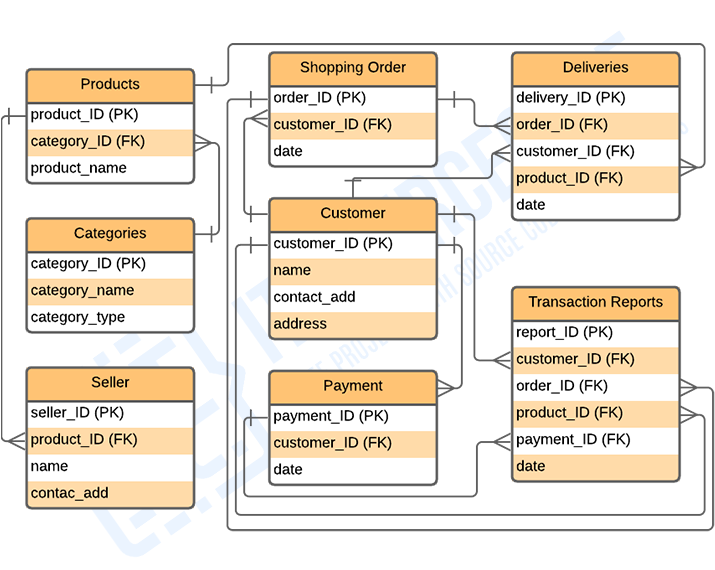 Products
product_ID (PK)
category_ID (FK)
product_name
Categories
category_ID (PK)
category_name
category_type
Seller
seller_ID (PK)
product_ID (FK)
name
contac_add
Shopping Order
order_ID (PK)
customer_ID (FK)
date
Customer
customer_ID (PK)
name
contact_add
address
Payment
payment_ID (PK)
customer_ID (FK)
date
Deliveries
delivery_ID (PK)
order_ID (FK)
customer_ID (FK)
product_ID (FK)
date
Transaction Reports
report_ID (PK)
customer_ID (FK)
order_ID (FK)
product_ID (FK)
payment_ID (FK)
date